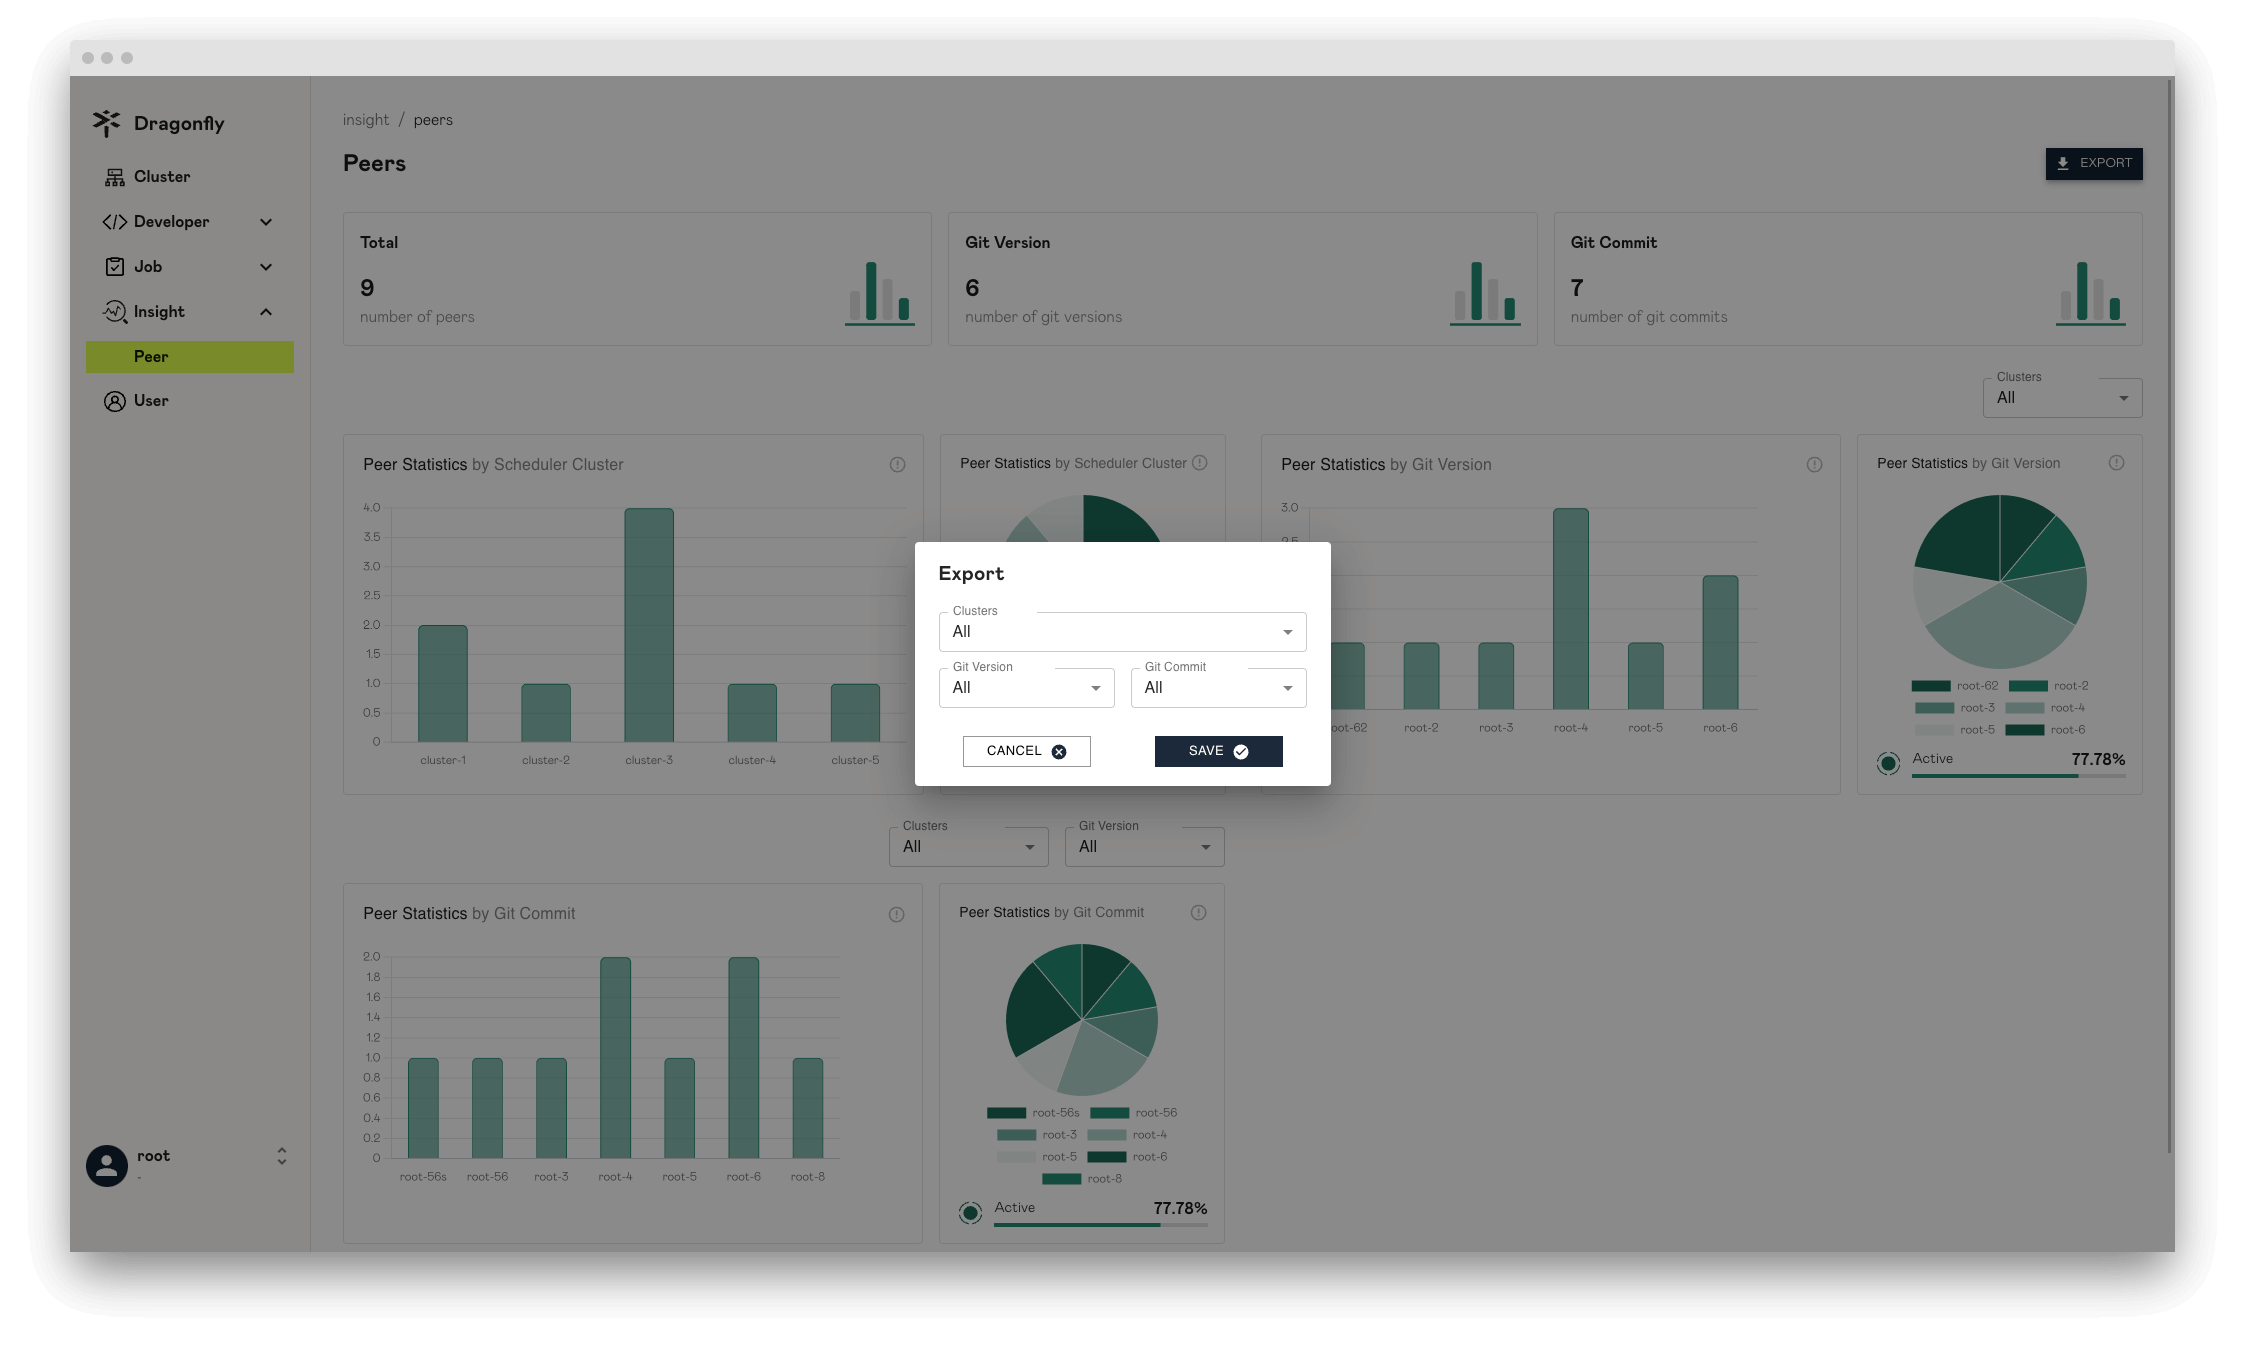 Dragonfly
Cluster
Developer
Job
Insight
Peer
User
root
-
insight / peers
Peers
EXPORT
Total
9
number of peers
Git Version
6
number of git versions
Git Commit
7
number of git commits
Clusters
All
Peer Statistics by Scheduler Cluster
4.0
3.5
3.0
2.5
2.0
1.5
1.0
0.5
0
cluster-1 cluster-2 cluster-3 cluster-4 cluster-5
Peer Statistics by Scheduler Cluster
Peer Statistics by Git Version
3.0
2.5
root-62 root-2 root-3 root-4 root-5 root-6
Peer Statistics by Git Version
root-62 root-2
root-3 root-4
root-5 root-6
Active 77.78%
Export
Clusters
All
Git Version
All
Git Commit
All
CANCEL
SAVE
Clusters
All
Git Version
All
Peer Statistics by Git Commit
2.0
1.8
1.6
1.4
1.2
1.0
0.8
0.6
0.4
0.2
0
root-56s root-56 root-3 root-4 root-5 root-6 root-8
Peer Statistics by Git Commit
root-56s root-56
root-3 root-4
root-5 root-6
root-8
Active 77.78%